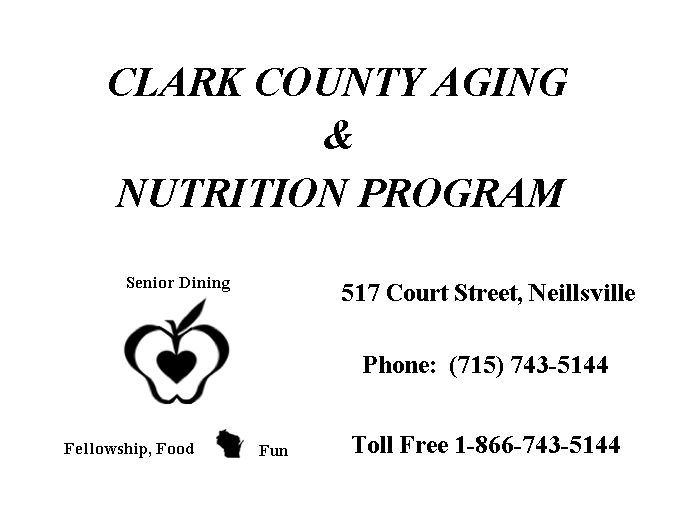 CLARK COUNTY AGING
&
NUTRITION PROGRAM
Senior Dining
517 Court Street, Neillsville
Phone: (715) 743-5144
Fellowship, Food Fun
Toll Free 1-866-743-5144